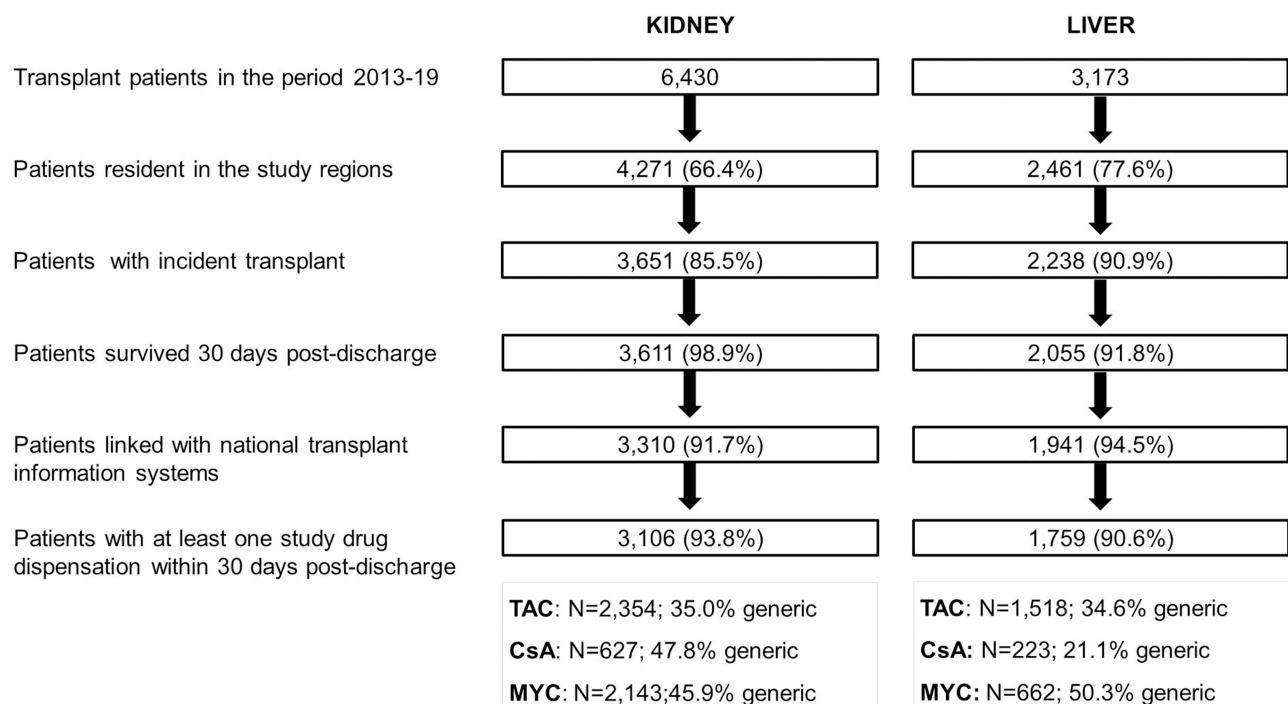 KIDNEY LIVER
Transplant patients in the period 2013-19 6,430 3,173
Patients resident in the study regions 4,271 (66.4%) 2,461 (77.6%)
Patients with incident transplant 3,651 (85.5%) 2,238 (90.9%)
Patients survived 30 days post-discharge 3,611 (98.9%) 2,055 (91.8%)
Patients linked with national transplant
information systems
3,310 (91.7%) 1,941 (94.5%)
Patients with at least one study drug
dispensation within 30 days post-discharge
3,106 (93.8%) 1,759 (90.6%)
TAC: N=2,354; 35.0% generic
CsA: N=627; 47.8% generic
MYC: N=2,143;45.9% generic
TAC: N=1,518; 34.6% generic
CsA: N=223; 21.1% generic
MYC: N=662; 50.3% generic